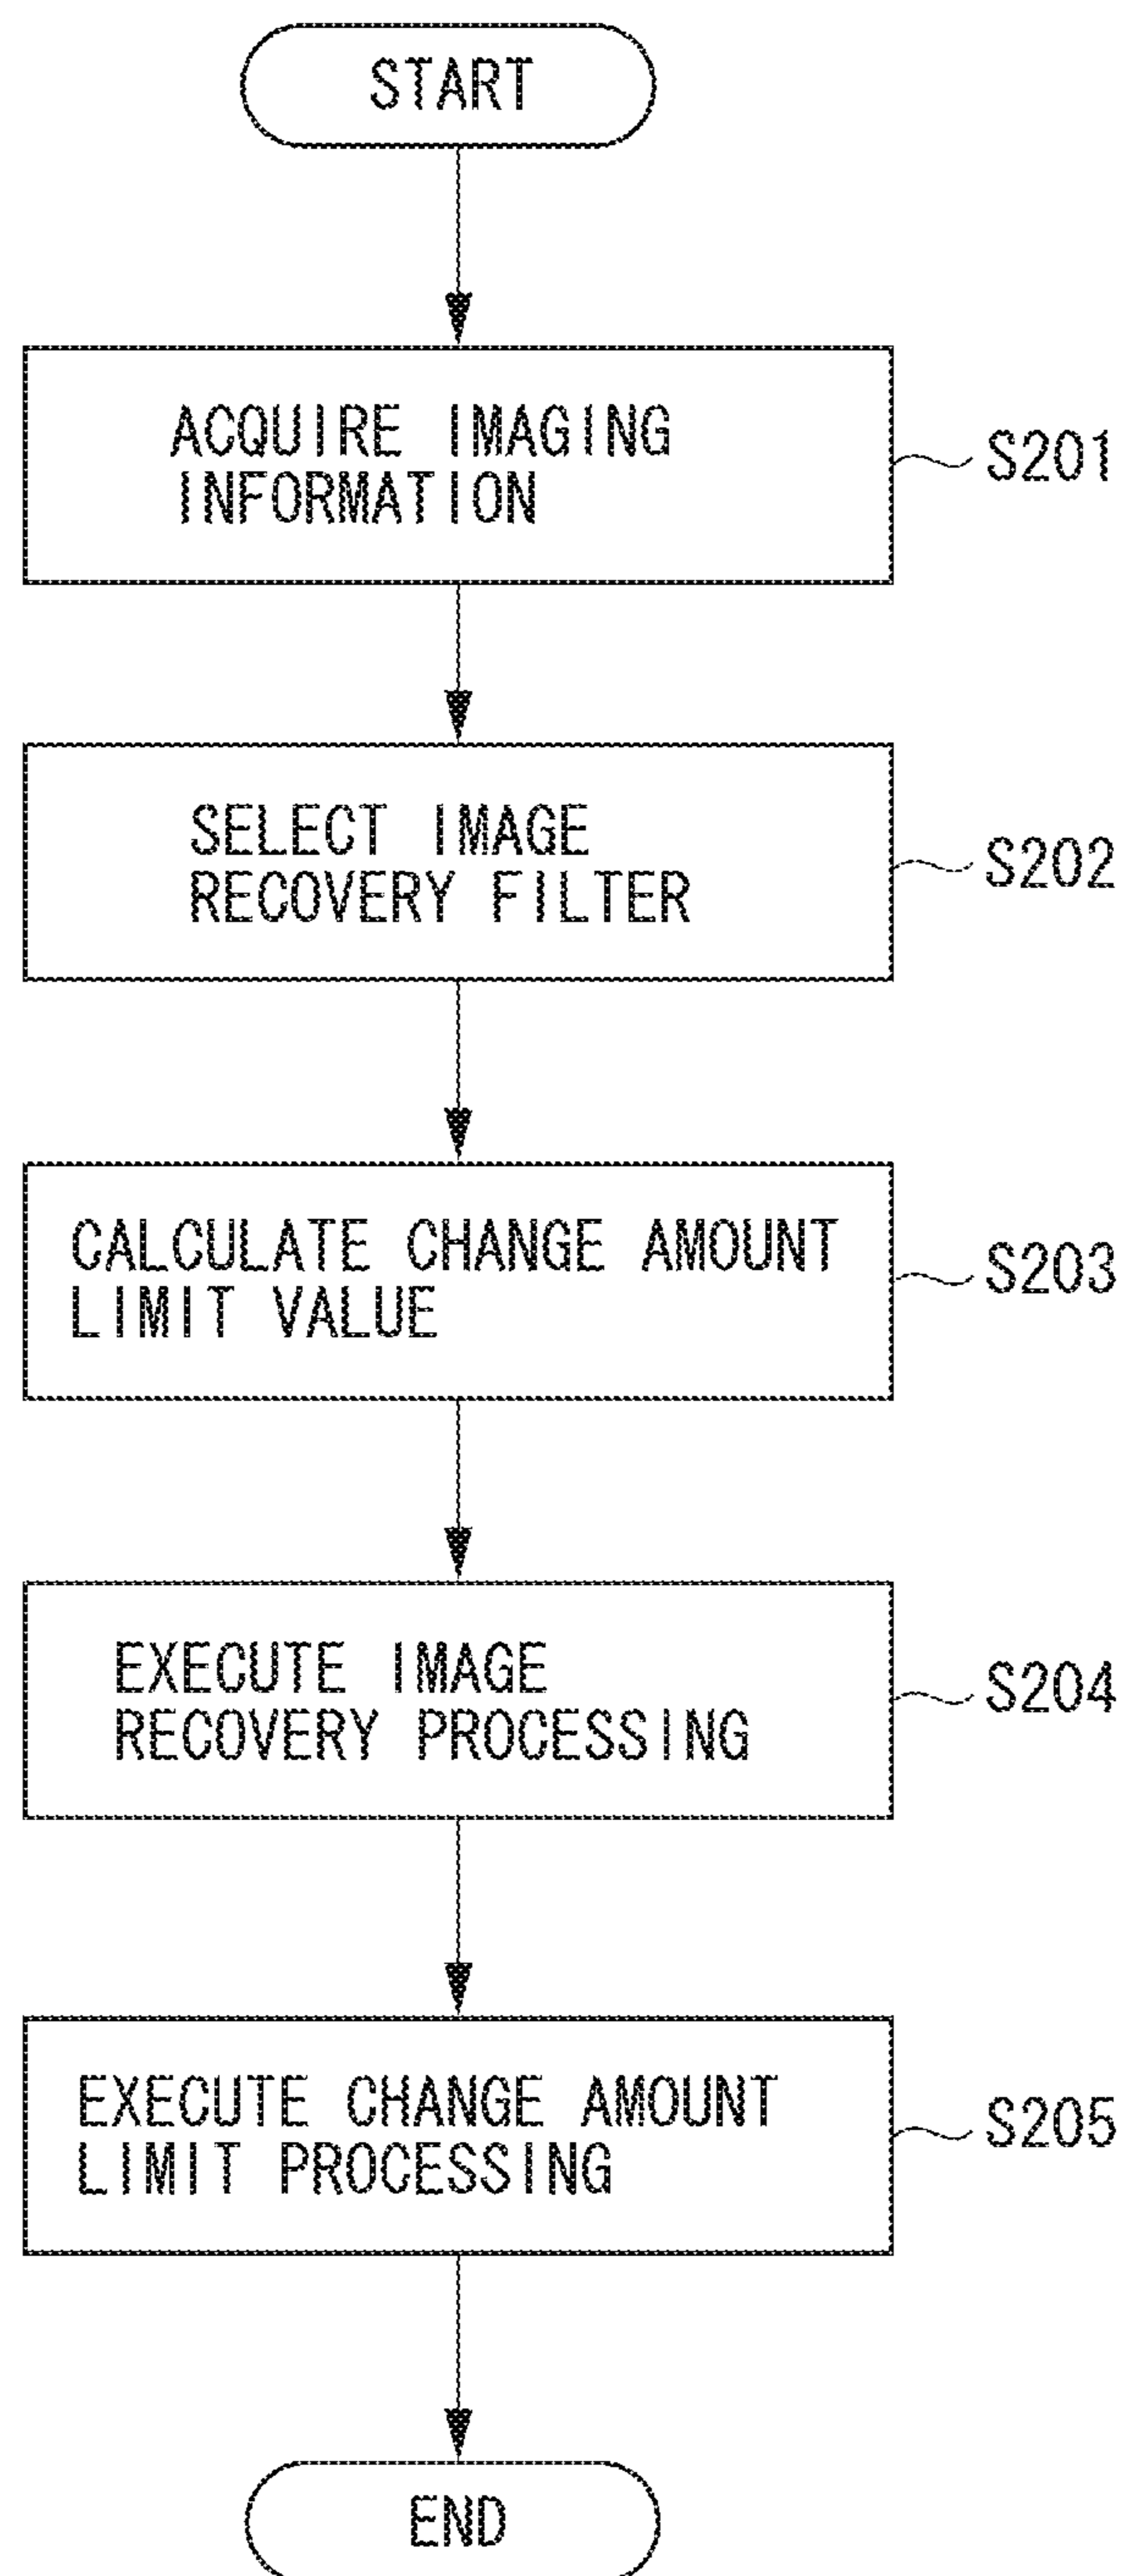 START
ACQUIRE IMAGING
INFORMATION
S201
SELECT IMAGE
RECOVERY FILTER
S202
CALCULATE CHANGE AMOUNT
LIMIT VALUE
S203
EXECUTE IMAGE
RECOVERY PROCESSING
S204
EXECUTE CHANGE AMOUNT
LIMIT PROCESSING
S205
END